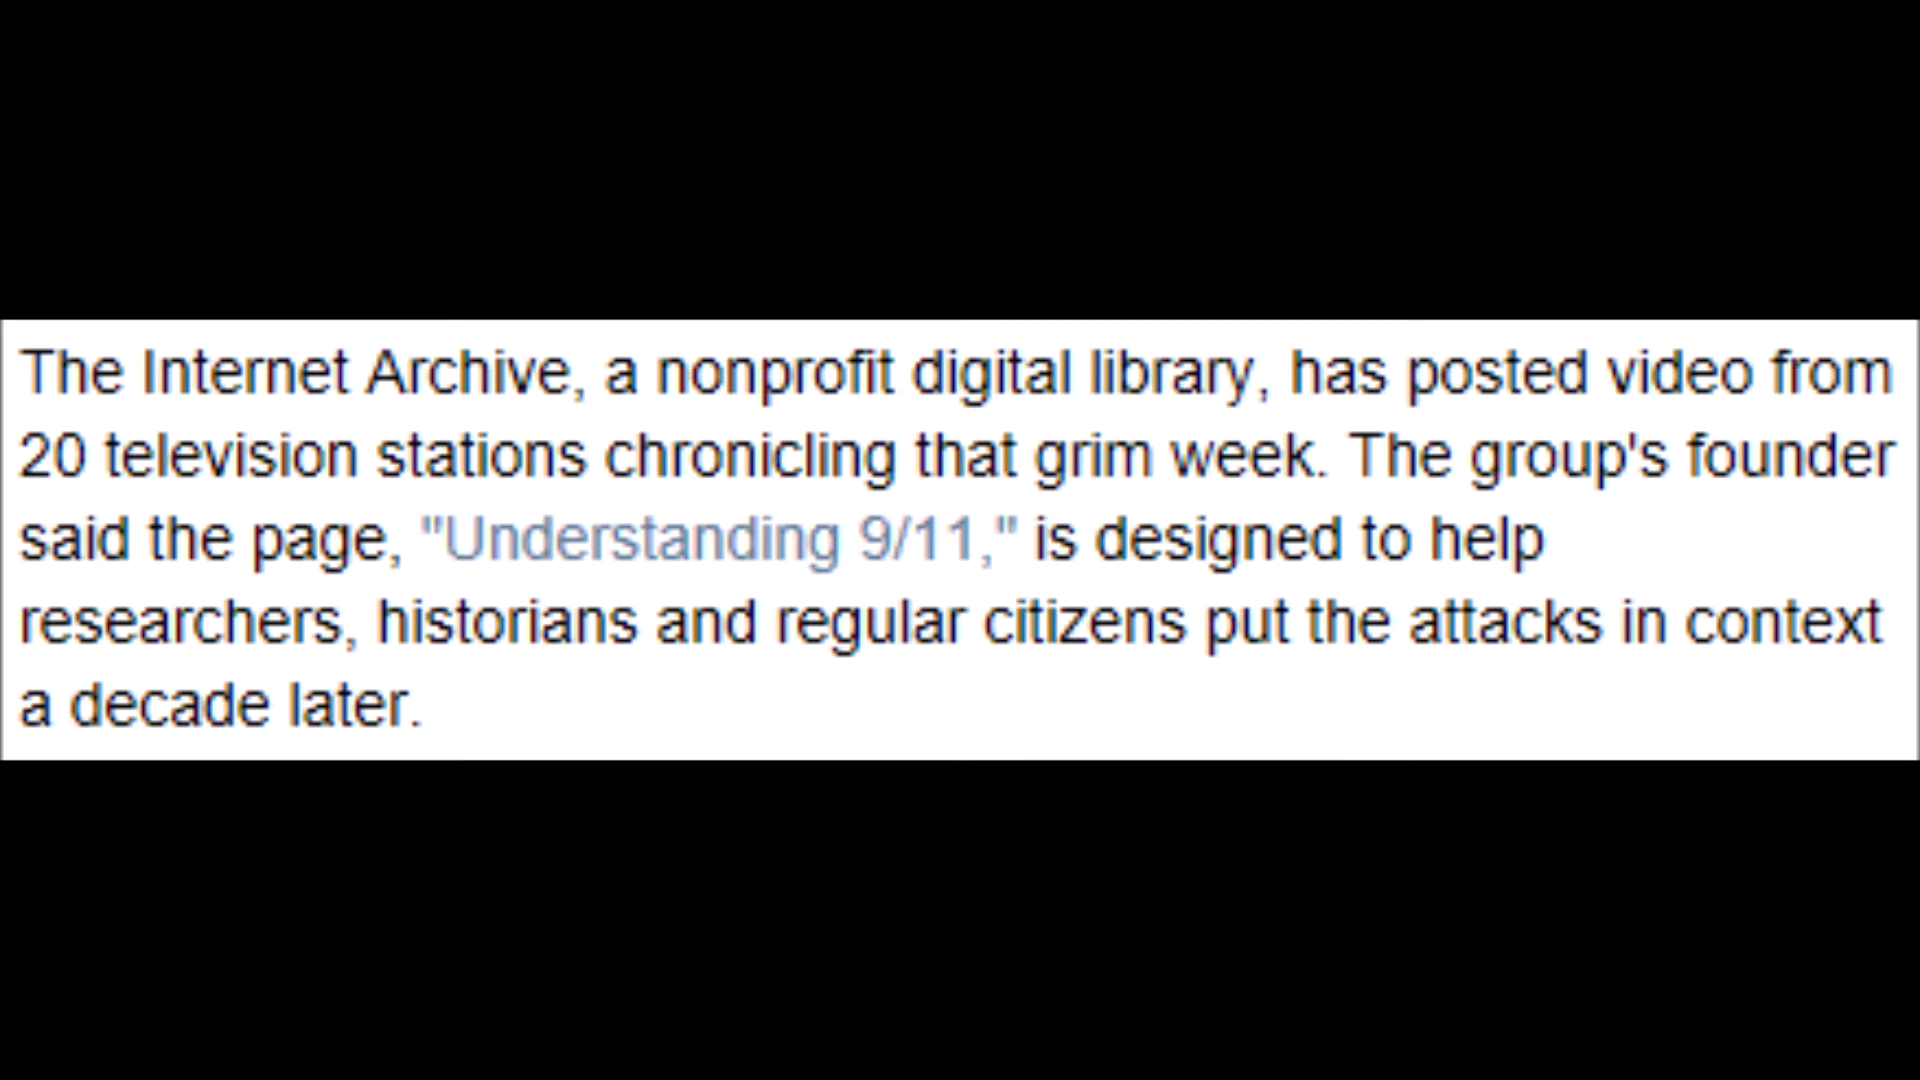 The Internet Archive, a nonprofit digital library, has posted video from
20 television stations chronicling that grim week. The group's founder
said the page, "Understanding 9/11," is designed to help
researchers, historians and regular citizens put the attacks in context
a decade later.